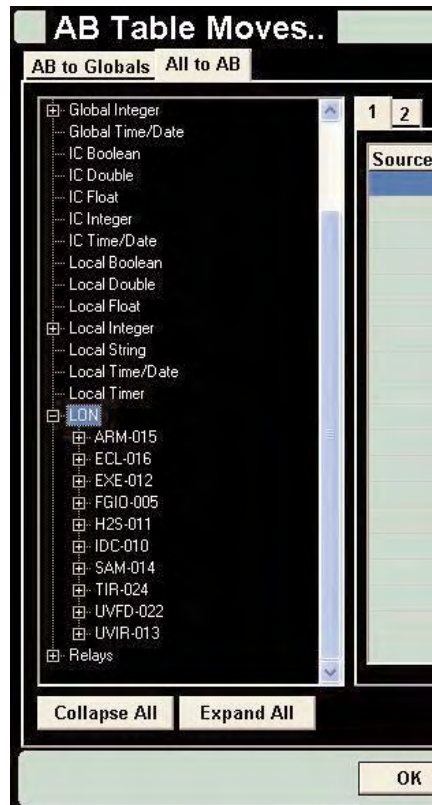 AB Table Moves..
AB to Globals
All to AB
Global Integer
Global Time/Date
IC Boolean
IC Double
IC Float
IC Integer
IC Time/Date
Local Boolean
Local Double
Local Float
Local Integer
Local String
Local Time/Date
Local Timer
LON
ARM-015
ECL-016
EXE-012
FGIO-005
H2S-011
IDC-010
SAM-014
TIR-024
UVFD-022
UVIR-013
Relays
1 2
Source
Collapse All
Expand All
OK